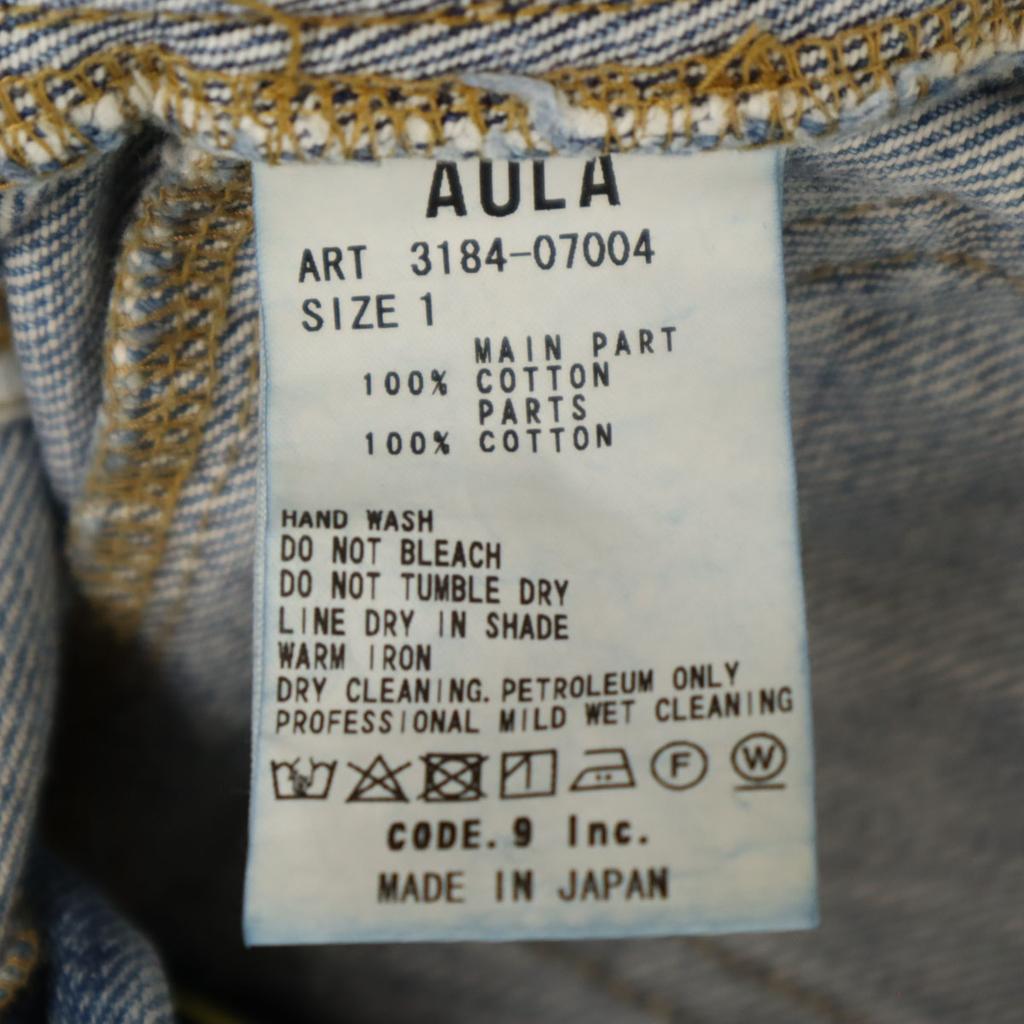 AULA
ART 3184-07004
SIZE 1
MAIN PART
100% COTTON
PARTS
100% COTTON
HAND WASH
DO NOT BLEACH
DO NOT TUMBLE DRY
LINE DRY IN SHADE
WARM IRON
DRY CLEANING. PETROLEUM ONLY
PROFESSIONAL MILD WET CLEANING
F W
CODE. 9 Inc.
MADE IN JAPAN